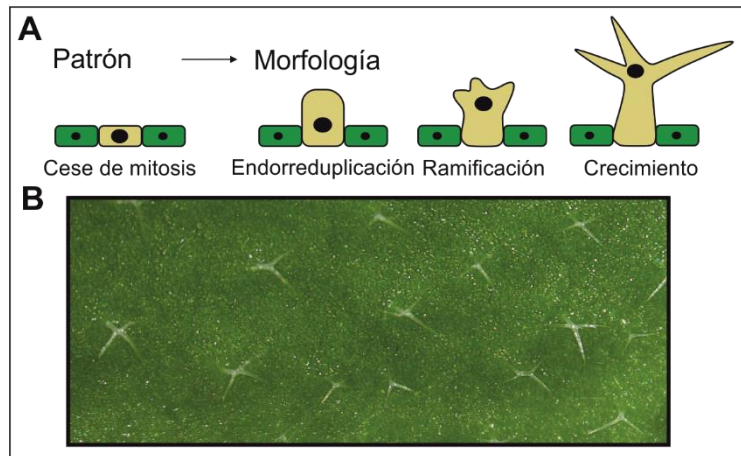 A
Patrón → Morfología
Cese de mitosis Endorreduplicación Ramificación Crecimiento
B